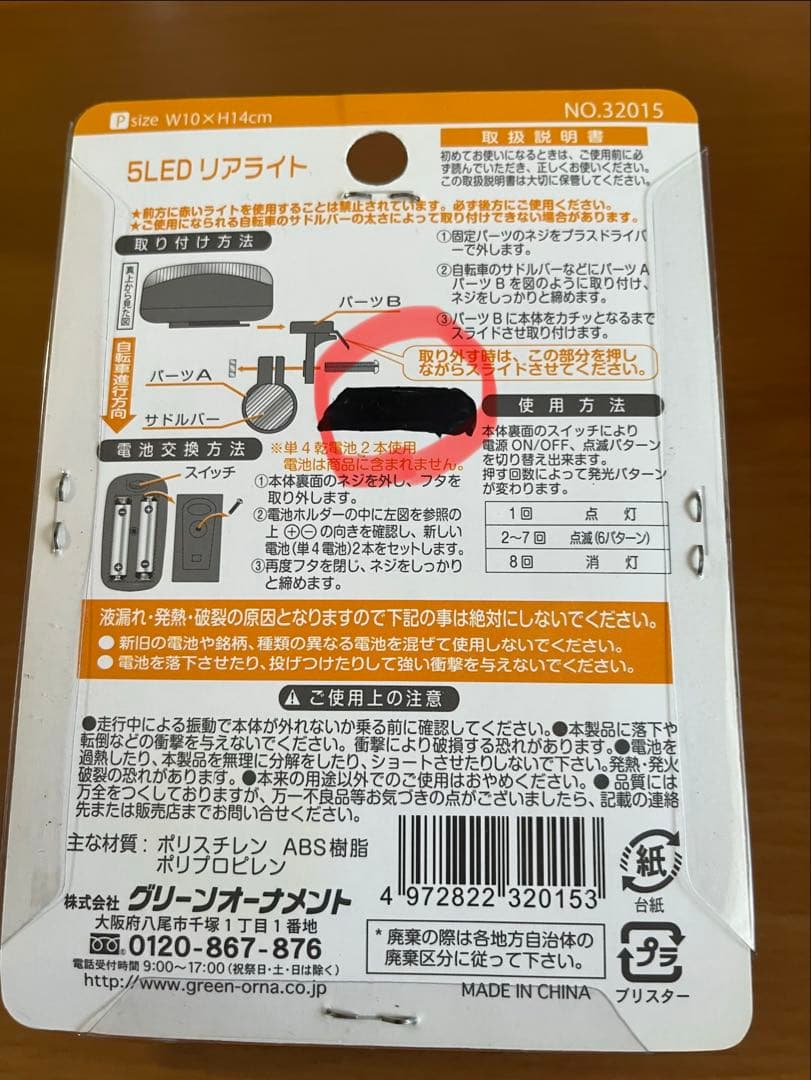 P size W10×H14cm
NO.32015
5LED リアライト
取扱説明書
初めてお使いになるときは、ご使用前に必
ず読んでいただき、正しくお使いください。
この取扱説明書は大切に保管してください。
★前方に赤いライトを使用することは禁止されています。必ず後方にご使用ください。
★ご使用になられる自転車のサドルバーの太さによって取り付けできない場合があります。
取り付け方法
真上から見た図
自転車進行方向
パーツB
パーツA
サドルバー
①固定パーツのネジをプラスドライバ
ーで外します。
②自転車のサドルバーなどにパーツA
パーツBを図のように取り付け、
ネジをしっかりと締めます。
③パーツBに本体をカチッとなるまで
スライドさせ取り付けます。
取り外す時は、この部分を押し
ながらスライドさせてください。
電池交換方法
スイッチ
※単4乾電池2本使用
電池は商品に含まれません。
①本体裏面のネジを外し、フタを
取り外します。
②電池ホルダーの中に左図を参照の
上⊕⊖の向きを確認し、新しい
電池(単4電池)2本をセットします。
③再度フタを閉じ、ネジをしっかり
と締めます。
使用方法
本体裏面のスイッチにより
電源ON/OFF、点滅パターン
を切り替え出来ます。
押す回数によって発光パターン
が変わります。
1回 点灯
2~7回 点滅(6パターン)
8回 消灯
液漏れ・発熱・破裂の原因となりますので下記の事は絶対にしないでください。
●新旧の電池や銘柄、種類の異なる電池を混ぜて使用しないでください。
●電池を落下させたり、投げつけたりして強い衝撃を与えないでください。
ご使用上の注意
●走行中による振動で本体が外れないか乗る前に確認してください。●本製品に落下や
転倒などの衝撃を与えないでください。衝撃により破損する恐れがあります。●電池を
過熱したり、本製品を無理に分解をしたり、ショートさせたりしないで下さい。発熱・発火
破裂の恐れがあります。●本来の用途以外でのご使用はおやめください。●品質には
万全をつくしておりますが、万一不良品等お気づきの点がございましたら、記載の連絡
先または販売店までお問い合せください。
主な材質：ポリスチレン ABS樹脂
ポリプロピレン
株式会社 グリーンオーナメント
大阪府八尾市千塚1丁目1番地
0120-867-876
電話受付時間 9:00~17:00(祝祭日・土・日は除く)
http://www.green-orna.co.jp
4 972822 320153
*廃棄の際は各地方自治体の
廃棄区分に従って下さい。
MADE IN CHINA
紙
台紙
プラ
ブリスター